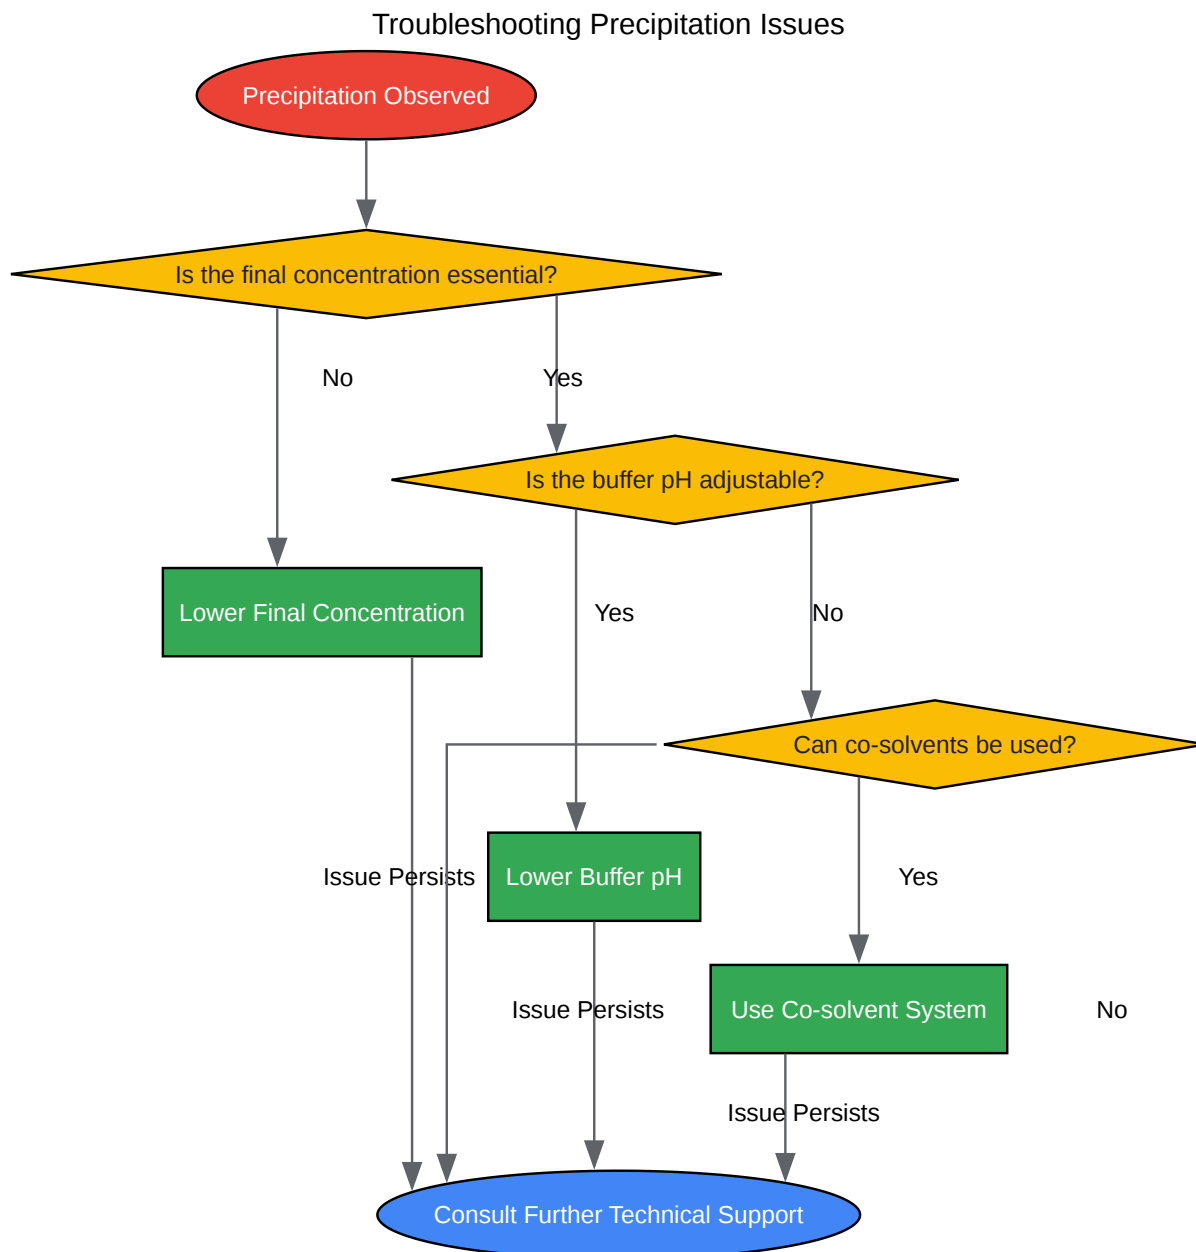 Troubleshooting Precipitation Issues
Precipitation Observed
Is the final concentration essential?
No
Yes
Is the buffer pH adjustable?
Lower Final Concentration
Yes
No
Can co-solvents be used?
Issue Persists
Lower Buffer pH
Yes
Issue Persists
Use Co-solvent System
No
Issue Persists
Consult Further Technical Support